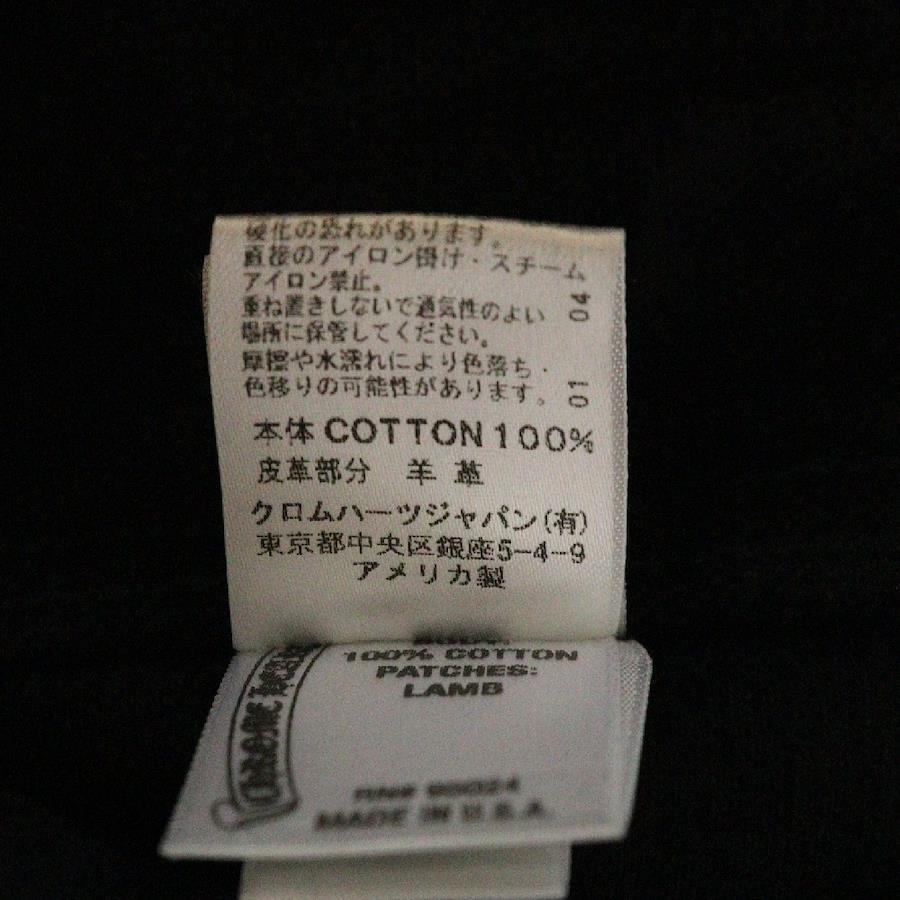 硬化の恐れがあります。
直接のアイロン掛け・スチーム
アイロン禁止。
重ね置きしないで通気性のよい
場所に保管してください。
摩擦や水濡れにより色落ち・
色移りの可能性があります。
04
01
本体 COTTON 100%
皮革部分 羊革
クロムハーツジャパン(有)
東京都中央区銀座5-4-9
アメリカ製
BODY:
100% COTTON
PATCHES:
LAMB
CHROME HEARTS
MADE IN U.S.A.